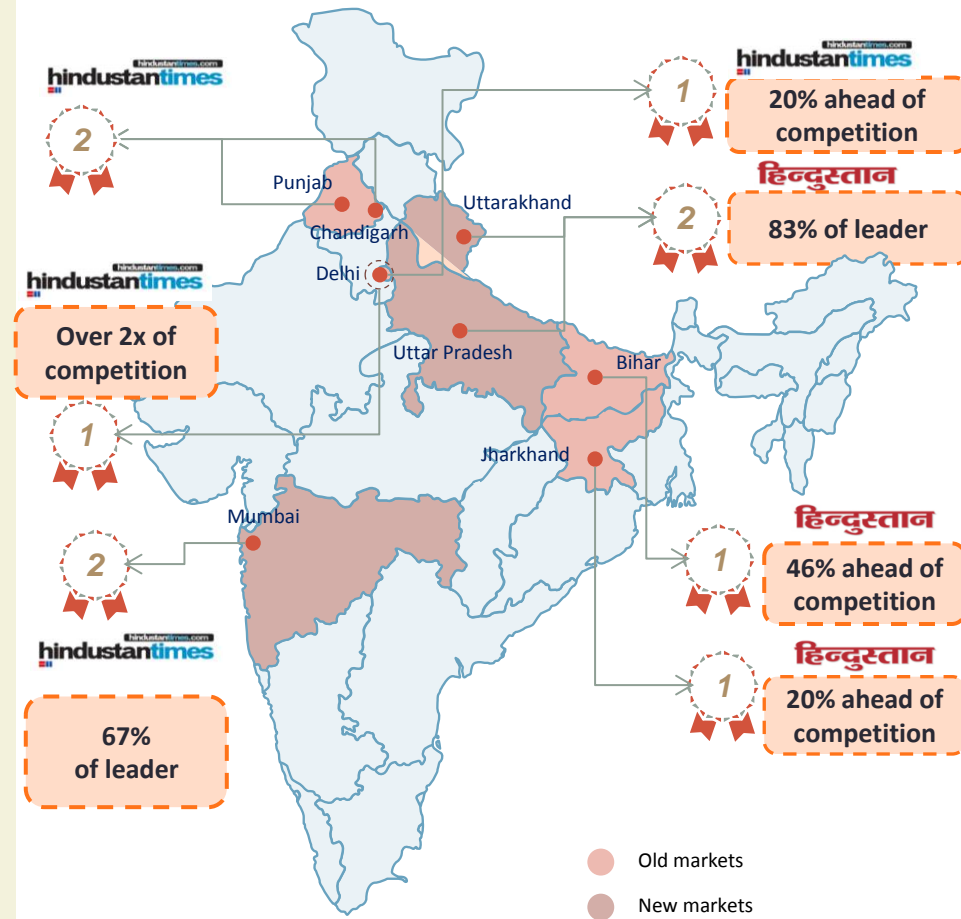 hindustantimes.com
hindustantimes
2
hindustantimes.com
hindustantimes
1
20% ahead of
competition
हिन्दुस्तान
2
83% of leader
Punjab
Chandigarh
Uttarakhand
Delhi
Uttar Pradesh
Bihar
Jharkhand
Mumbai
hindustantimes.com
hindustantimes
Over 2x of
competition
1
2
hindustantimes.com
hindustantimes
67%
of leader
हिन्दुस्तान
1
46% ahead of
competition
हिन्दुस्तान
1
20% ahead of
competition
Old markets
New markets